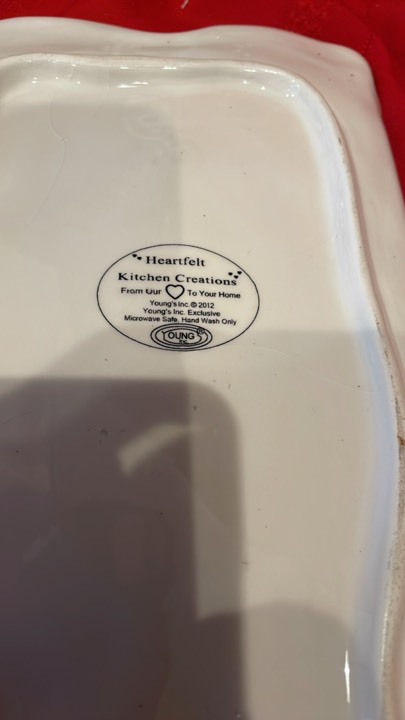 Heartfelt
Kitchen Creations
From Our To Your Home
Young's Inc.© 2012
Young's Inc. Exclusive
Microwave Safe. Hand Wash Only
YOUNG'S
INC